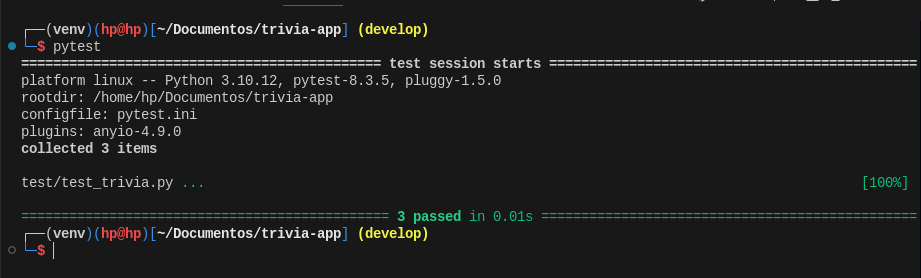 ┌──(venv)(hp@hp)[~/Documentos/trivia-app] (develop)
└─$ pytest
============================================= test session starts ==============================================
platform linux -- Python 3.10.12, pytest-8.3.5, pluggy-1.5.0
rootdir: /home/hp/Documentos/trivia-app
configfile: pytest.ini
plugins: anyio-4.9.0
collected 3 items
test/test_trivia.py ... [100%]
============================================== 3 passed in 0.01s ===============================================
┌──(venv)(hp@hp)[~/Documentos/trivia-app] (develop)
└─$